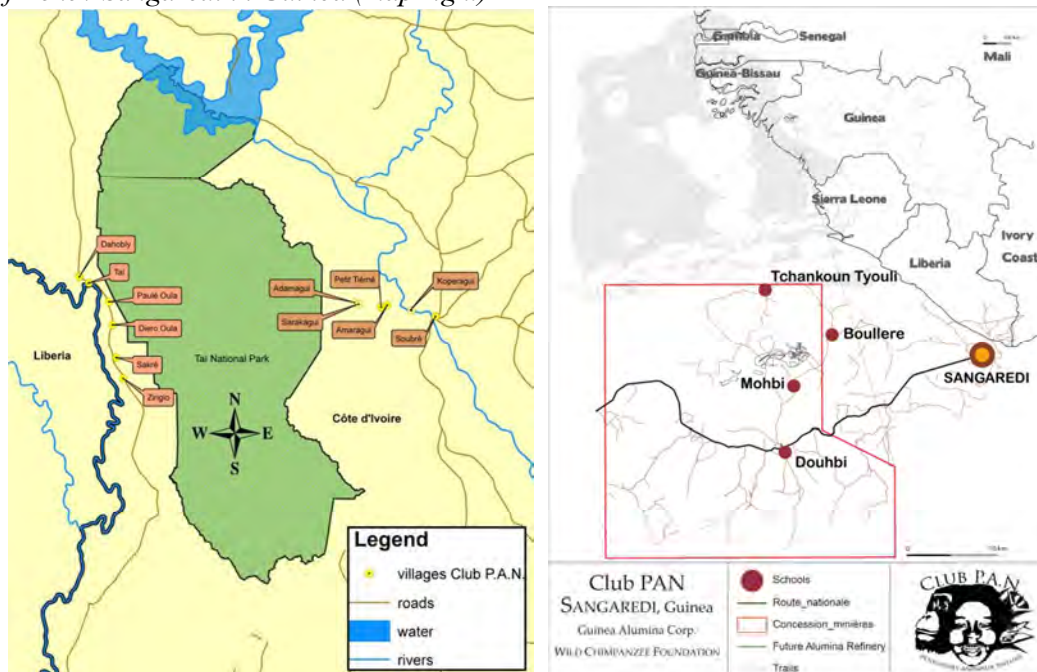 Dahobly
Taï
Paulé Oula
Diero Oula
Sakré
Zingio
Liberia
Adamagui
Sarakagui
Petit Tiémé
Amaragui
Koperagui
Soubré
Taï National Park
Côte d'Ivoire
N
W
E
S
Legend
villages Club P.A.N.
roads
water
rivers
Gambia
Senegal
Mali
Guinea-Bissau
Guinea
Sierra Leone
Liberia
Ivory
Coast
Tchankoun Tyouli
Boullere
SANGAREDI
Mohbi
Douhbi
Club PAN
SANGAREDI, Guinea
Guinea Alumina Corp.
WILD CHIMPANZEE FOUNDATION
Schools
Route_nationale
Concession_minières
Future Alumina Refinery
Trails
CLUB P.A.N